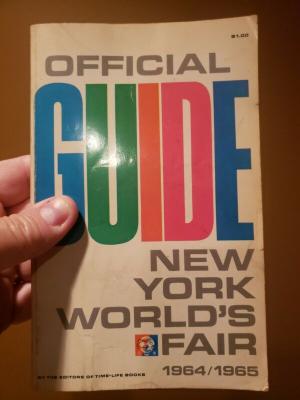 $1.00
OFFICIAL
GUIDE
NEW
YORK
WORLD'S
FAIR
1964/1965
BY THE EDITORS OF TIME-LIFE BOOKS